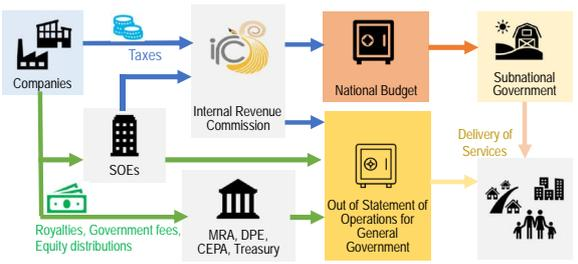 Companies
Taxes
irc
Internal Revenue
Commission
National Budget
Subnational
Government
SOEs
Delivery of
Services
Out of Statement of
Operations for
General
Government
Royalties, Government fees,
Equity distributions
MRA, DPE,
CEPA, Treasury